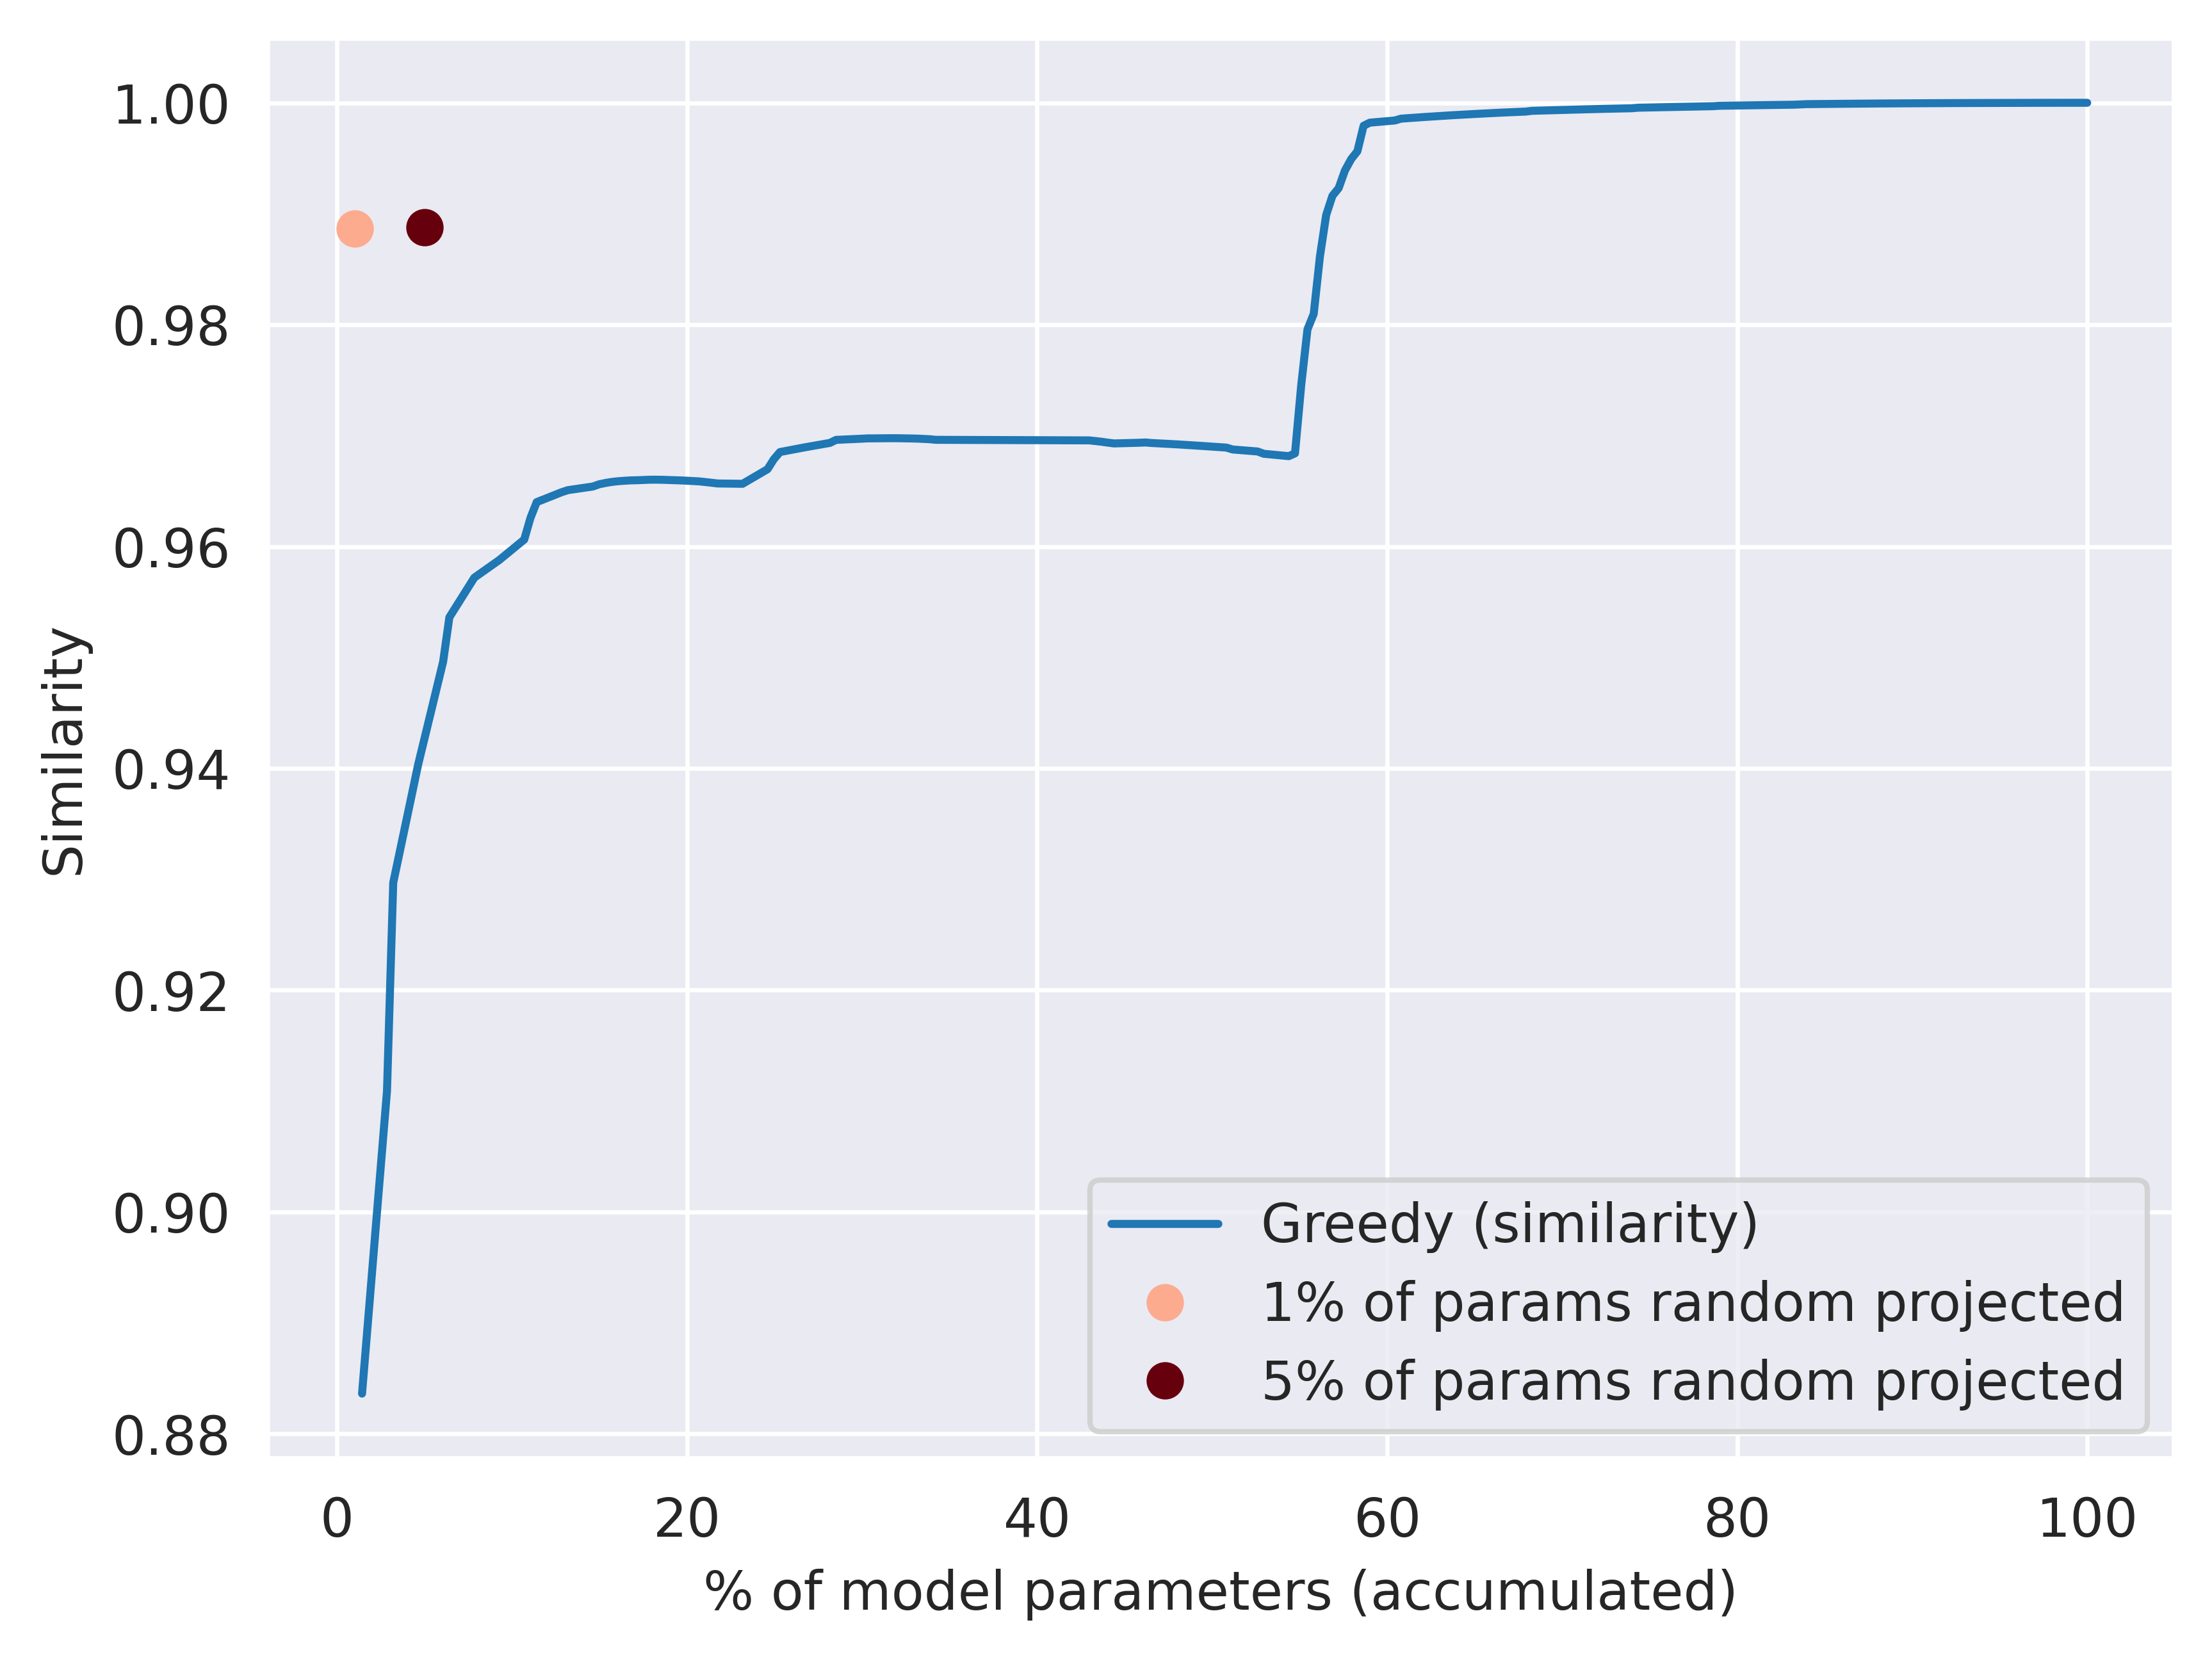 1.00
0.98
0.96
0.94
0.92
0.90
0.88
Similarity
Greedy (similarity)
1% of params random projected
5% of params random projected
0 20 40 60 80 100
% of model parameters (accumulated)